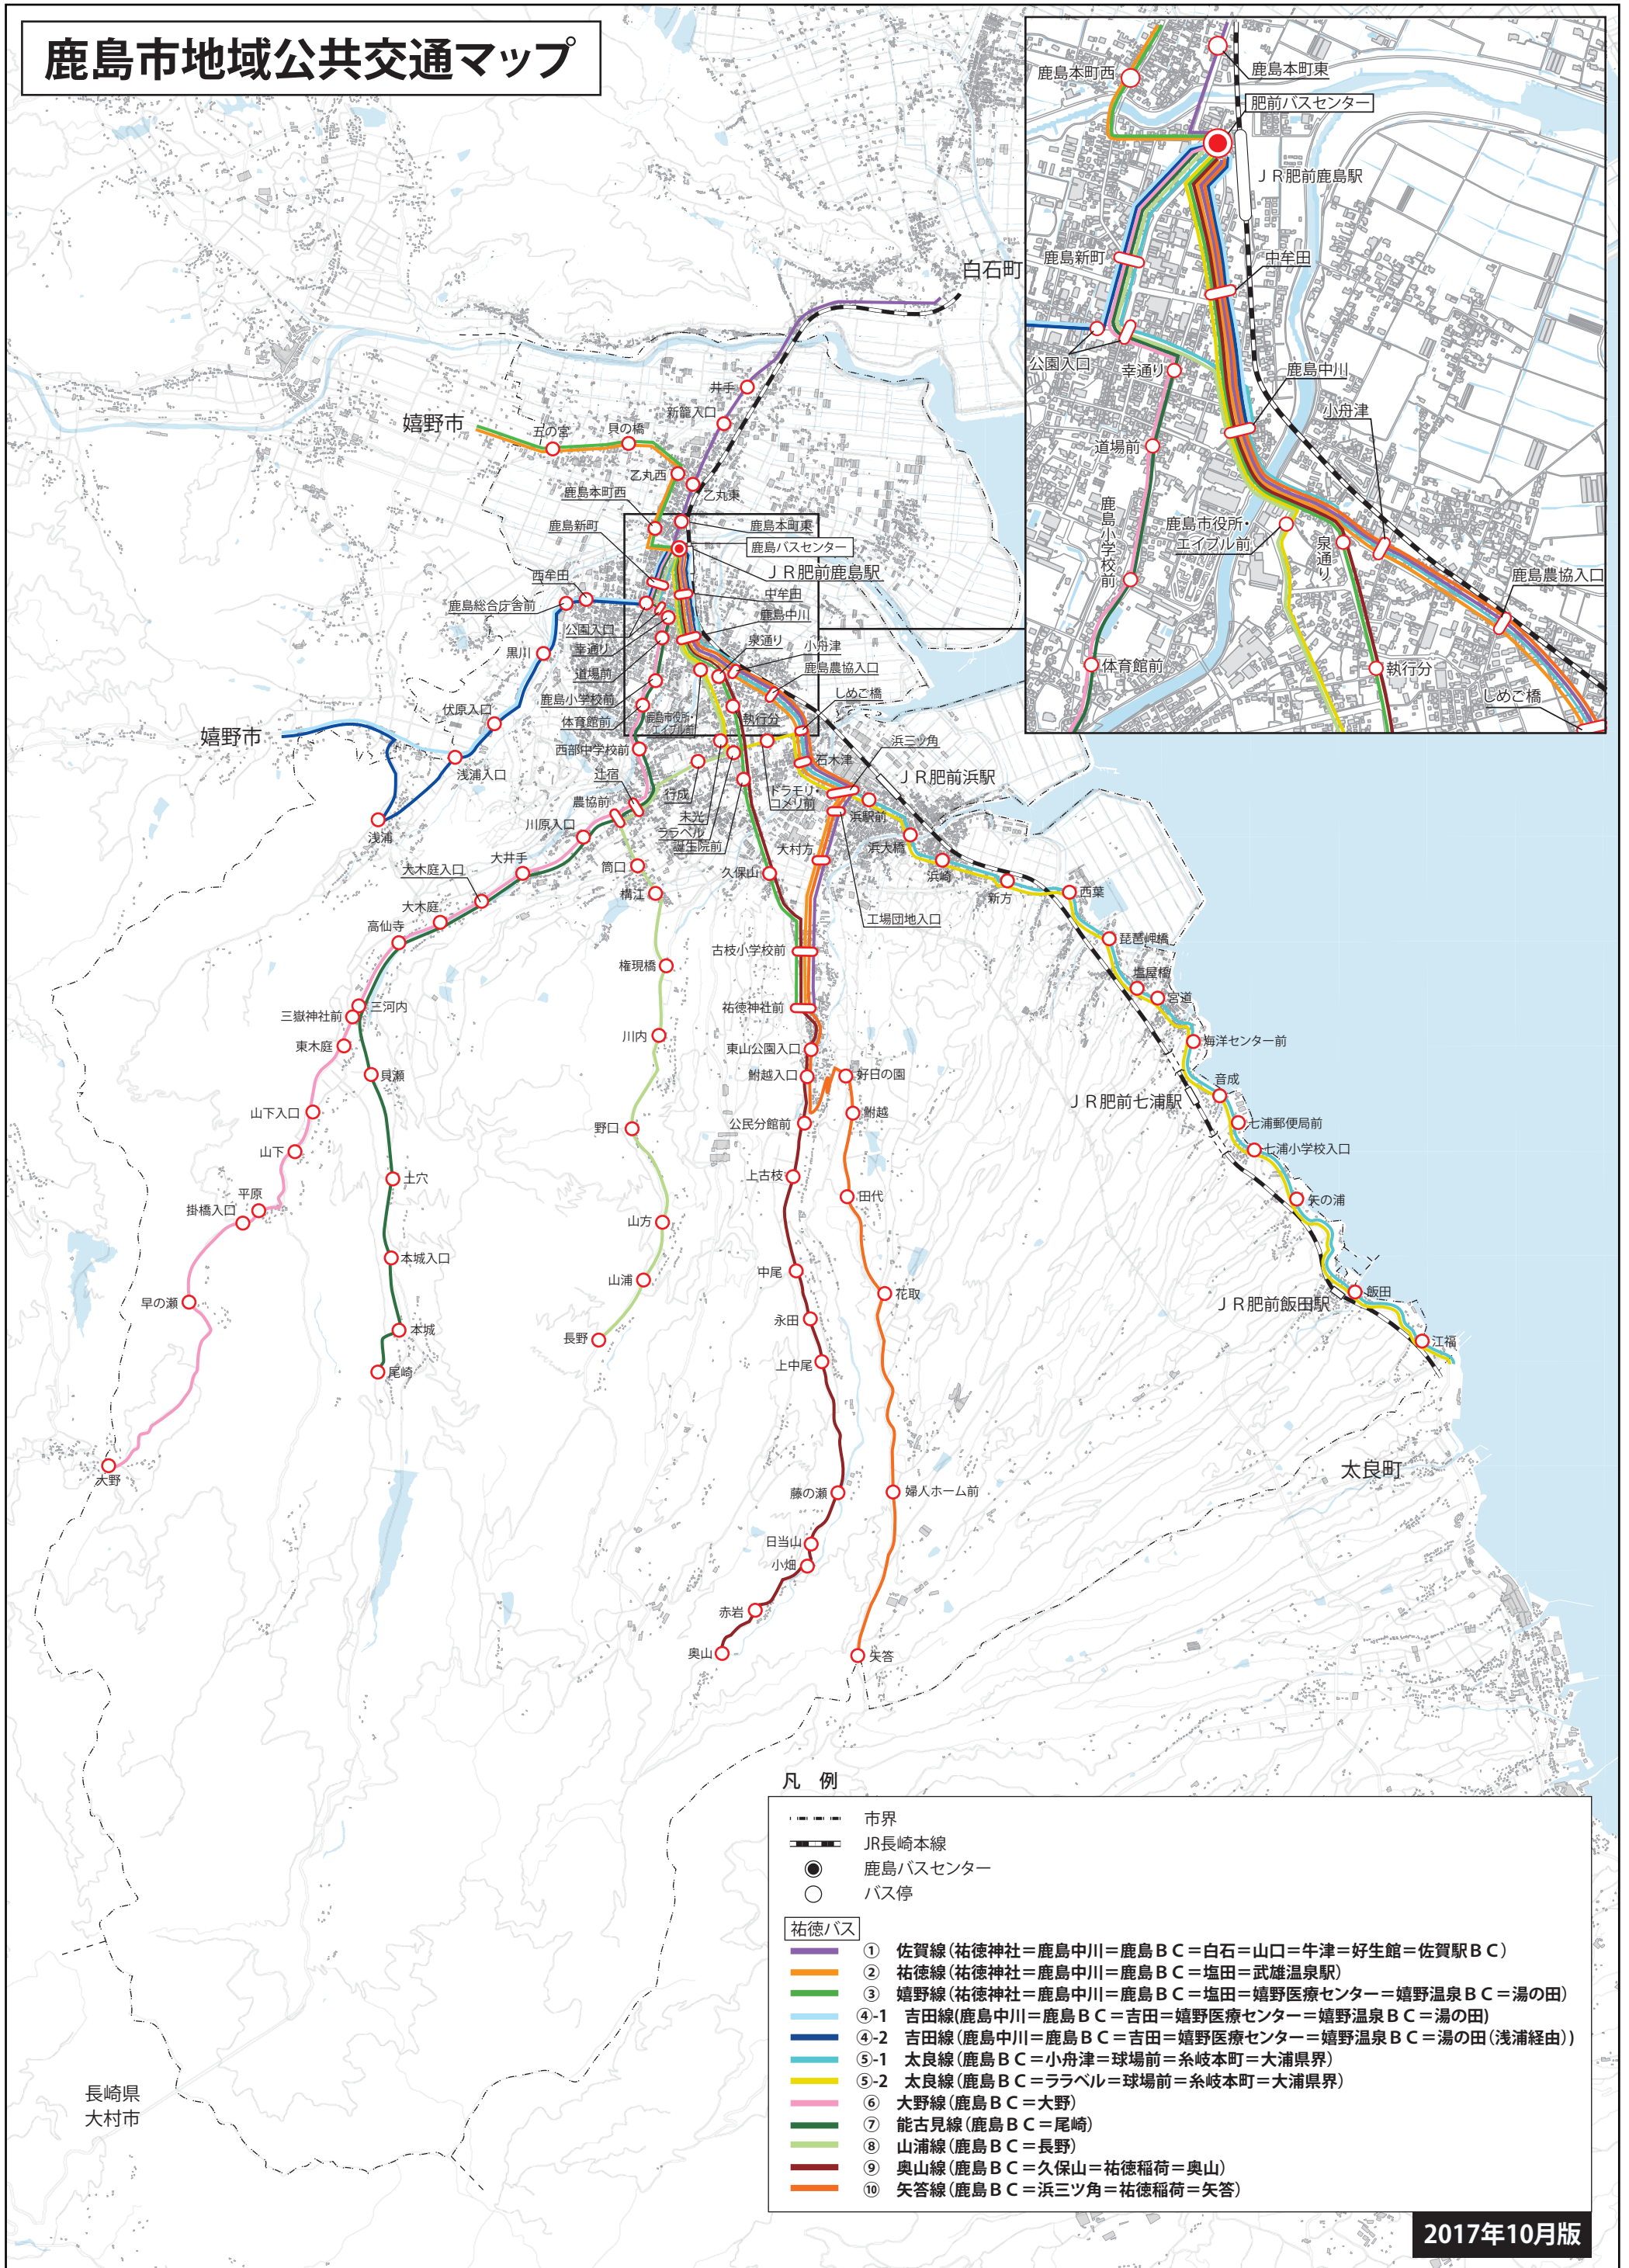 鹿島市地域公共交通マップ
鹿島本町西
鹿島本町東
肥前バスセンター
ＪＲ肥前鹿島駅
鹿島新町
中牟田
公園入口
幸通り
鹿島中川
小舟津
道場前
鹿島小学校前
鹿島市役所・
エイブル前
泉通り
鹿島農協入口
体育館前
執行分
しめご橋
白石町
井手
新籠入口
嬉野市
五の宮
貝の橋
乙丸西
乙丸東
鹿島本町西
鹿島新町
鹿島本町東
鹿島バスセンター
ＪＲ肥前鹿島駅
西牟田
鹿島総合庁舎前
中牟田
鹿島中川
公園入口
幸通り
泉通り
小舟津
黒川
道場前
鹿島農協入口
鹿島小学校前
しめご橋
伏原入口
体育館前
鹿島市役所・
エイブル前
執行分
嬉野市
西部中学校前
浜三ツ角
浅浦入口
辻宿
石木津
ＪＲ肥前浜駅
行成
ドラモリ・
コメリ前
農協前
末光
浜駅前
浅浦
川原入口
ララベル
誕生院前
大村方
浜大橋
大井手
筒口
久保山
浜崎
大木庭入口
横江
新方
西葉
大木庭
工場団地入口
高仙寺
古枝小学校前
琵琶岬橋
権現橋
塩屋橋
宮道
三河内
三嶽神社前
祐徳神社前
東木庭
川内
東山公園入口
海洋センター前
貝瀬
鮒越入口
好日の園
音成
ＪＲ肥前七浦駅
山下入口
野口
公民分館前
鮒越
七浦郵便局前
山下
七浦小学校入口
土穴
上古枝
田代
平原
掛橋入口
山方
矢の浦
本城入口
中尾
山浦
花取
早の瀬
飯田
ＪＲ肥前飯田駅
本城
長野
永田
江福
尾崎
上中尾
大野
太良町
藤の瀬
婦人ホーム前
日当山
小畑
赤岩
奥山
矢答
長崎県
大村市
凡　例
市界
JR長崎本線
鹿島バスセンター
バス停
祐徳バス
①　佐賀線（祐徳神社＝鹿島中川＝鹿島ＢＣ＝白石＝山口＝牛津＝好生館＝佐賀駅ＢＣ）
②　祐徳線（祐徳神社＝鹿島中川＝鹿島ＢＣ＝塩田＝武雄温泉駅）
③　嬉野線（祐徳神社＝鹿島中川＝鹿島ＢＣ＝塩田＝嬉野医療センター＝嬉野温泉ＢＣ＝湯の田）
④-1　吉田線(鹿島中川＝鹿島ＢＣ＝吉田＝嬉野医療センター＝嬉野温泉ＢＣ＝湯の田)
④-2　吉田線（鹿島中川＝鹿島ＢＣ＝吉田＝嬉野医療センター＝嬉野温泉ＢＣ＝湯の田（浅浦経由））
⑤-1　太良線（鹿島ＢＣ＝小舟津＝球場前＝糸岐本町＝大浦県界）
⑤-2　太良線（鹿島ＢＣ＝ララベル＝球場前＝糸岐本町＝大浦県界）
⑥　大野線（鹿島ＢＣ＝大野）
⑦　能古見線（鹿島ＢＣ＝尾崎）
⑧　山浦線（鹿島ＢＣ＝長野）
⑨　奥山線（鹿島ＢＣ＝久保山＝祐徳稲荷＝奥山）
⑩　矢答線（鹿島ＢＣ＝浜三ツ角＝祐徳稲荷＝矢答）
2017年10月版